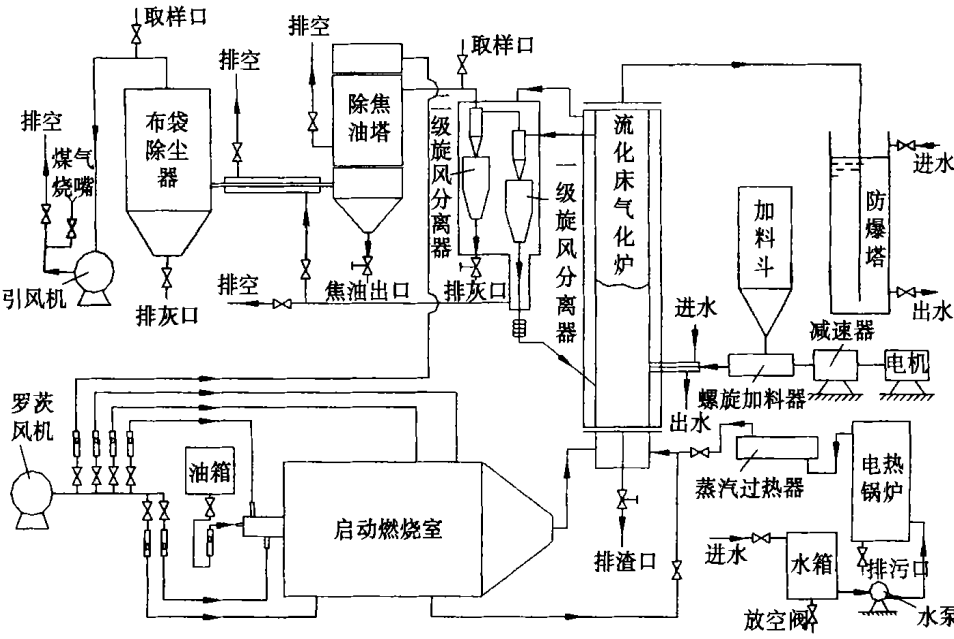 取样口
排空
布袋
除尘
器
排空
煤气
烧嘴
引风机
排灰口
排空
除焦
油塔
焦油出口
排空
取样口
二级旋风分离器
排灰口
一级旋风分离器
流化床气化炉
进水
防爆塔
出水
加料斗
减速器
电机
螺旋加料器
进水
出水
罗茨
风机
油箱
启动燃烧室
排渣口
蒸汽过热器
电热
锅炉
进水
水箱
排污口
放空阀
水泵